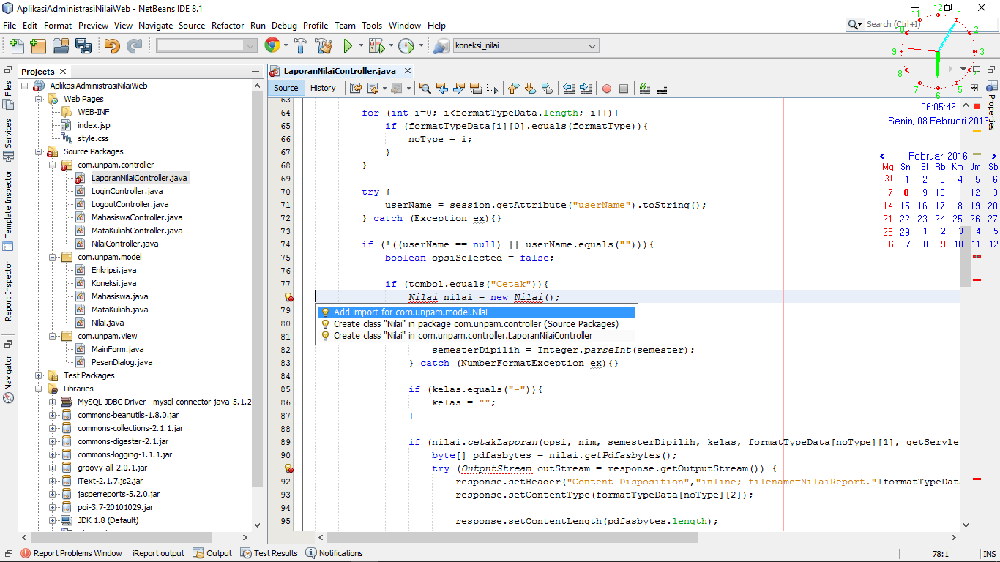 AplikasiAdministrasiNilaiWeb - NetBeans IDE 8.1
File Edit Format Preview View Navigate Source Refactor Run Debug Profile Team Tools Window Help
Search (Ctrl+I)
koneksi_nilai
12
1
2
3
4
5
6
7
8
9
10
11
06:05:46
Senin, 08 Februari 2016
Februari 2016
Mg Sn Sl Rb Km Jm Sb
31 1 2 3 4 5 6
7 8 9 10 11 12 13
14 15 16 17 18 19 20
21 22 23 24 25 26 27
28 29 1 2 3 4 5
6 7 8 9 10 11 12
Files
Services
Template Inspector
Report Inspector
Navigator
Properties
Projects
AplikasiAdministrasiNilaiWeb
Web Pages
WEB-INF
index.jsp
style.css
Source Packages
com.unpam.controller
LaporanNilaiController.java
LoginController.java
LogoutController.java
MahasiswaController.java
MataKuliahController.java
NilaiController.java
com.unpam.model
Enkripsi.java
Koneksi.java
Mahasiswa.java
MataKuliah.java
Nilai.java
com.unpam.view
MainForm.java
PesanDialog.java
Test Packages
Libraries
MySQL JDBC Driver - mysql-connector-java-5.1.2
commons-beanutils-1.8.0.jar
commons-collections-2.1.1.jar
commons-digester-2.1.jar
commons-logging-1.1.1.jar
groovy-all-2.0.1.jar
iText-2.1.7.js2.jar
jasperreports-5.2.0.jar
poi-3.7-20101029.jar
JDK 1.8 (Default)
LaporanNilaiController.java
Source History
63
64 for (int i=0; i<formatTypeData.length; i++){
65 if (formatTypeData[i][0].equals(formatType)){
66 noType = i;
67 }
68 }
69
70 try {
71 userName = session.getAttribute("userName").toString();
72 } catch (Exception ex){}
73
74 if (!((userName == null) || userName.equals(""))){
75 boolean opsiSelected = false;
76
77 if (tombol.equals("Cetak")){
Nilai nilai = new Nilai();
79
Add import for com.unpam.model.Nilai
80
Create class "Nilai" in package com.unpam.controller (Source Packages)
81
Create class "Nilai" in com.unpam.controller.LaporanNilaiController
82 semesterDipilih = Integer.parseInt(semester);
83 } catch (NumberFormatException ex){}
84
85 if (kelas.equals("-")){
86 kelas = "";
87 }
88
89 if (nilai.cetakLaporan(opsi, nim, semesterDipilih, kelas, formatTypeData[noType][1], getServle
90 byte[] pdfasbytes = nilai.getPdfasbytes();
try (OutputStream outStream = response.getOutputStream()) {
92 response.setHeader("Content-Disposition","inline; filename=NilaiReport."+formatTypeDat
93 response.setContentType(formatTypeData[noType][2]);
94
95 response.setContentLength(pdfasbytes.length);
Report Problems Window iReport output Output Test Results Notifications
78:1 INS